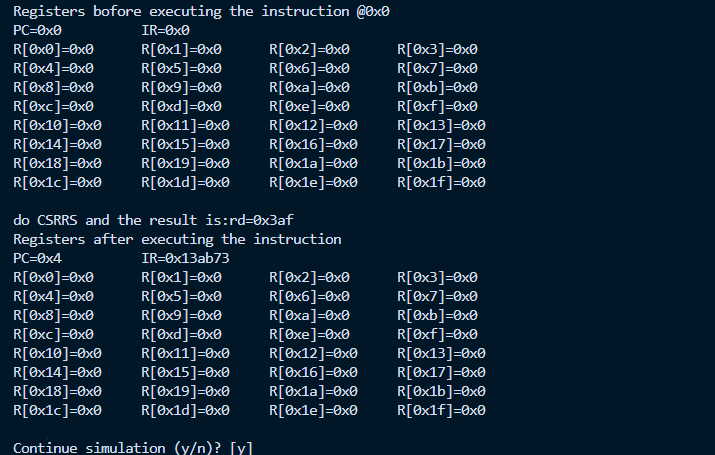 Registers bofore executing the instruction @0x0
PC=0x0 IR=0x0
R[0x0]=0x0 R[0x1]=0x0 R[0x2]=0x0 R[0x3]=0x0
R[0x4]=0x0 R[0x5]=0x0 R[0x6]=0x0 R[0x7]=0x0
R[0x8]=0x0 R[0x9]=0x0 R[0xa]=0x0 R[0xb]=0x0
R[0xc]=0x0 R[0xd]=0x0 R[0xe]=0x0 R[0xf]=0x0
R[0x10]=0x0 R[0x11]=0x0 R[0x12]=0x0 R[0x13]=0x0
R[0x14]=0x0 R[0x15]=0x0 R[0x16]=0x0 R[0x17]=0x0
R[0x18]=0x0 R[0x19]=0x0 R[0x1a]=0x0 R[0x1b]=0x0
R[0x1c]=0x0 R[0x1d]=0x0 R[0x1e]=0x0 R[0x1f]=0x0
do CSRRS and the result is:rd=0x3af
Registers after executing the instruction
PC=0x4 IR=0x13ab73
R[0x0]=0x0 R[0x1]=0x0 R[0x2]=0x0 R[0x3]=0x0
R[0x4]=0x0 R[0x5]=0x0 R[0x6]=0x0 R[0x7]=0x0
R[0x8]=0x0 R[0x9]=0x0 R[0xa]=0x0 R[0xb]=0x0
R[0xc]=0x0 R[0xd]=0x0 R[0xe]=0x0 R[0xf]=0x0
R[0x10]=0x0 R[0x11]=0x0 R[0x12]=0x0 R[0x13]=0x0
R[0x14]=0x0 R[0x15]=0x0 R[0x16]=0x0 R[0x17]=0x0
R[0x18]=0x0 R[0x19]=0x0 R[0x1a]=0x0 R[0x1b]=0x0
R[0x1c]=0x0 R[0x1d]=0x0 R[0x1e]=0x0 R[0x1f]=0x0
Continue simulation (y/n)? [y]